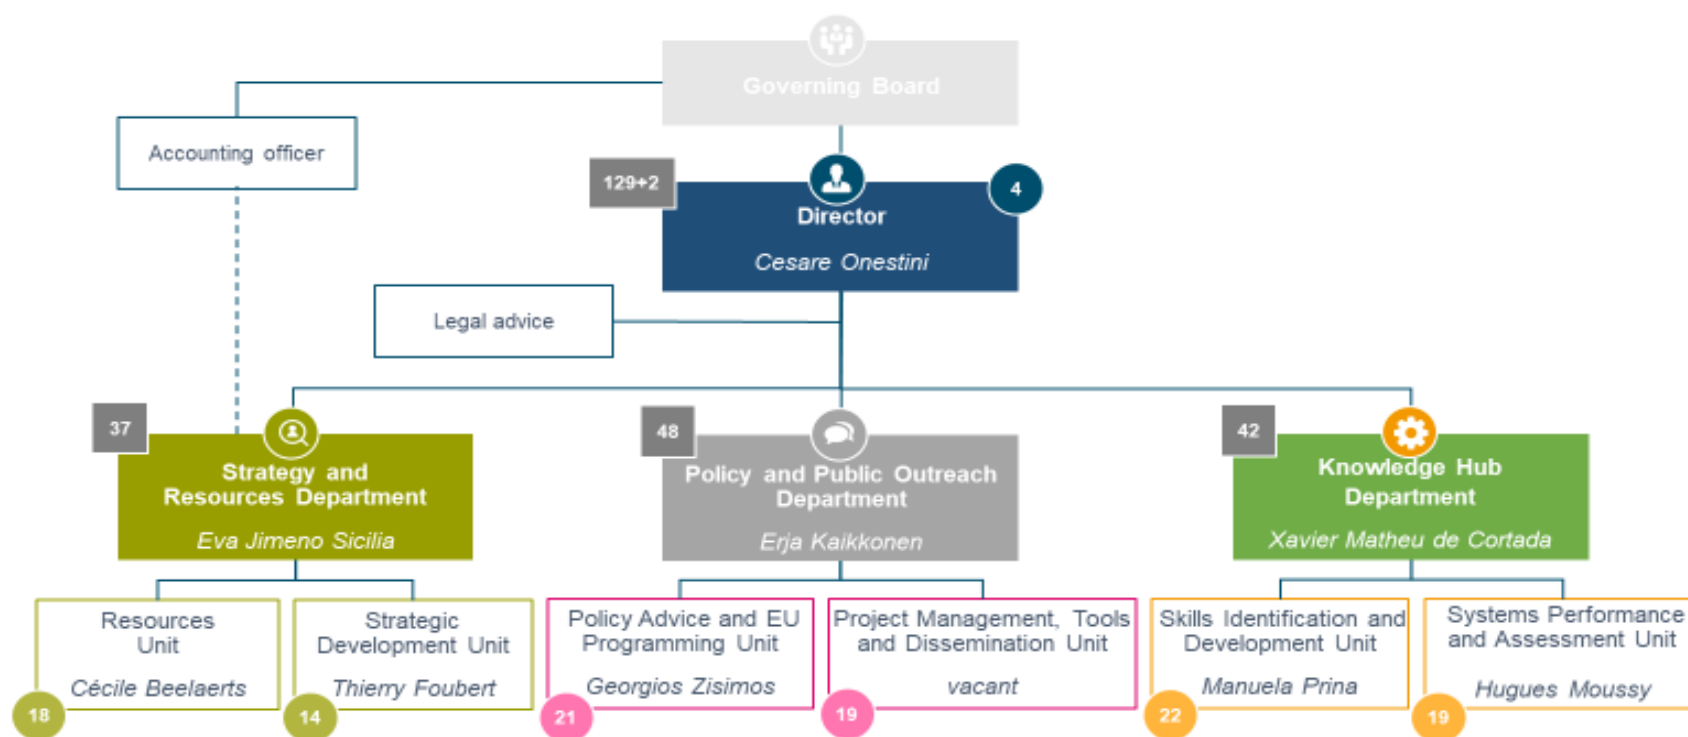 Governing Board
Accounting officer
129+2
4
Director
Cesare Onestini
Legal advice
37
Strategy and
Resources Department
Eva Jimeno Sicilia
48
Policy and Public Outreach
Department
Erja Kaikkonen
42
Knowledge Hub
Department
Xavier Matheu de Cortada
Resources
Unit
Cécile Beelaerts
18
Strategic
Development Unit
Thierry Foubert
14
Policy Advice and EU
Programming Unit
Georgios Zisimos
21
Project Management, Tools
and Dissemination Unit
vacant
19
Skills Identification and
Development Unit
Manuela Prina
22
Systems Performance
and Assessment Unit
Hugues Moussy
19